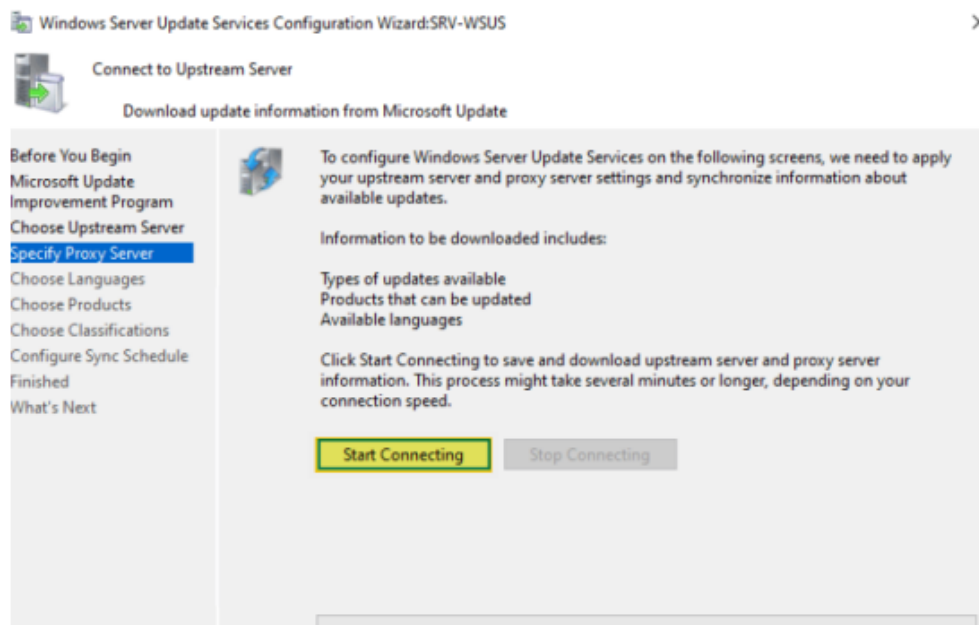 Windows Server Update Services Configuration Wizard:SRV-WSUS
Connect to Upstream Server
Download update information from Microsoft Update
Before You Begin
Microsoft Update
Improvement Program
Choose Upstream Server
Specify Proxy Server
Choose Languages
Choose Products
Choose Classifications
Configure Sync Schedule
Finished
What's Next
To configure Windows Server Update Services on the following screens, we need to apply
your upstream server and proxy server settings and synchronize information about
available updates.
Information to be downloaded includes:
Types of updates available
Products that can be updated
Available languages
Click Start Connecting to save and download upstream server and proxy server
information. This process might take several minutes or longer, depending on your
connection speed.
Start Connecting
Stop Connecting